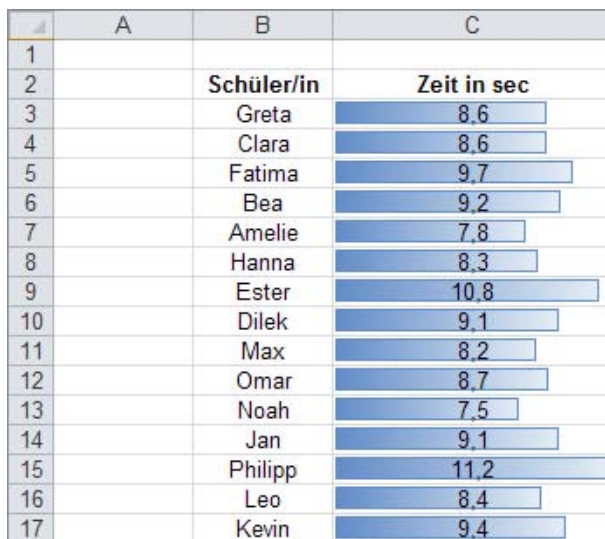 A B C
1
2 Schüler/in Zeit in sec
3 Greta 8,6
4 Clara 8,6
5 Fatima 9,7
6 Bea 9,2
7 Amelie 7,8
8 Hanna 8,3
9 Ester 10,8
10 Dilek 9,1
11 Max 8,2
12 Omar 8,7
13 Noah 7,5
14 Jan 9,1
15 Philipp 11,2
16 Leo 8,4
17 Kevin 9,4